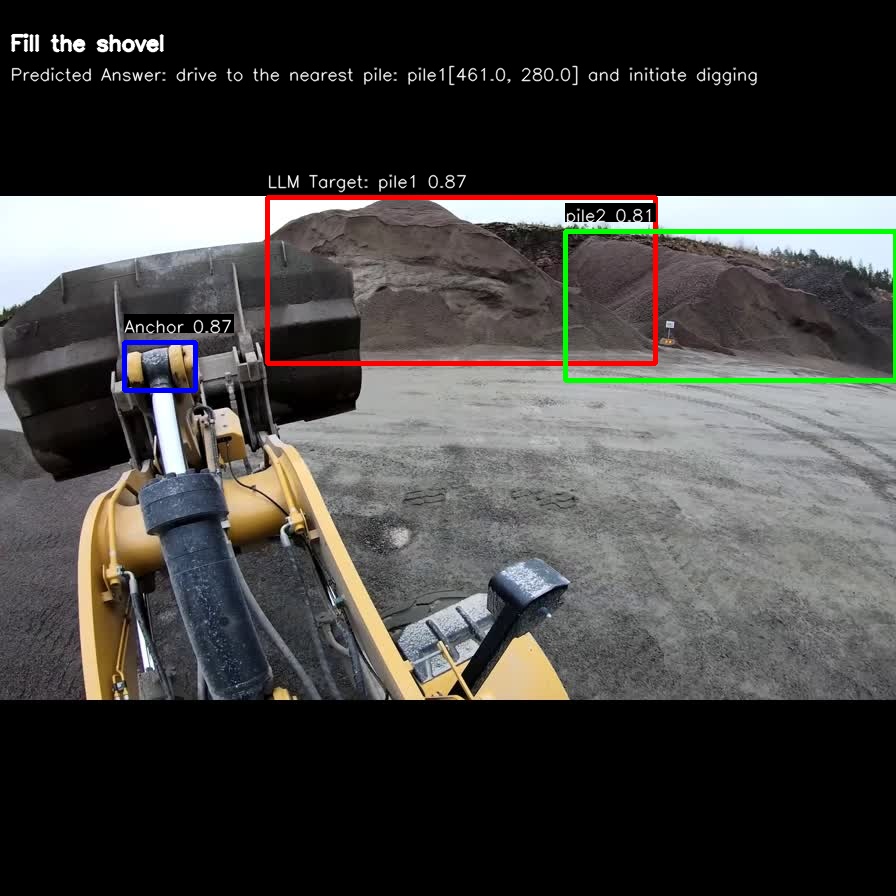 Fill the shovel
Predicted Answer: drive to the nearest pile: pile1[461.0, 280.0] and initiate digging
LLM Target: pile1 0.87
pile2 0.81
Anchor 0.87